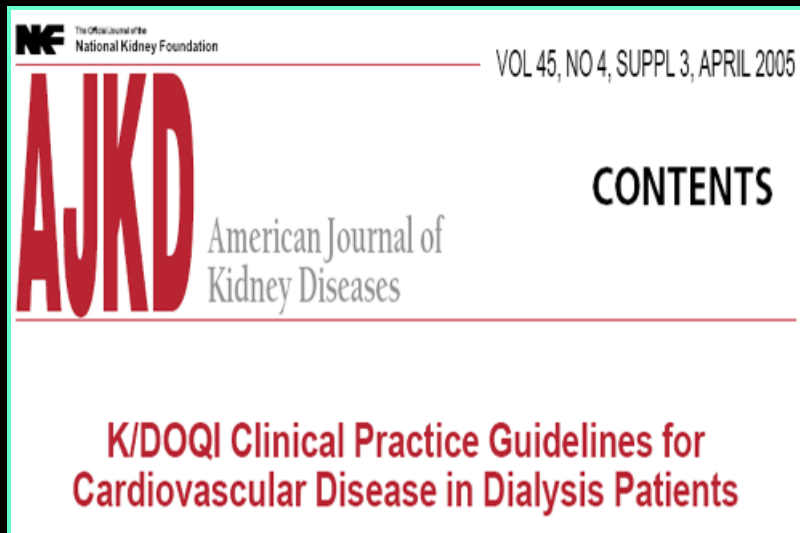 NKF
The Official Journal of the
National Kidney Foundation
VOL 45, NO 4, SUPPL 3, APRIL 2005
AJKD
American Journal of
Kidney Diseases
CONTENTS
K/DOQI Clinical Practice Guidelines for
Cardiovascular Disease in Dialysis Patients